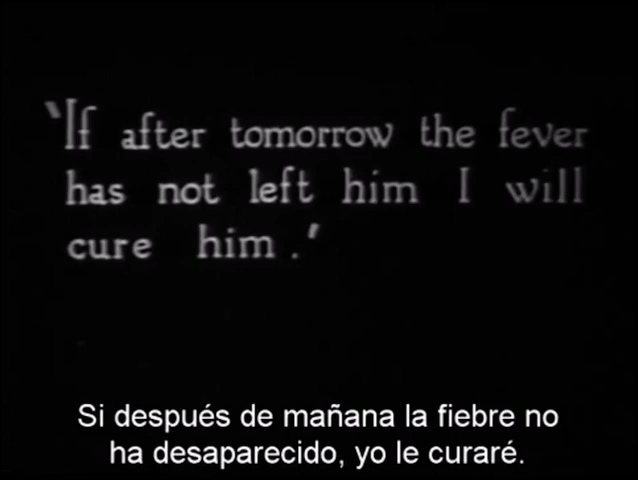 'If after tomorrow the fever
has not left him I will
cure him.'
Si después de mañana la fiebre no
ha desaparecido, yo le curaré.